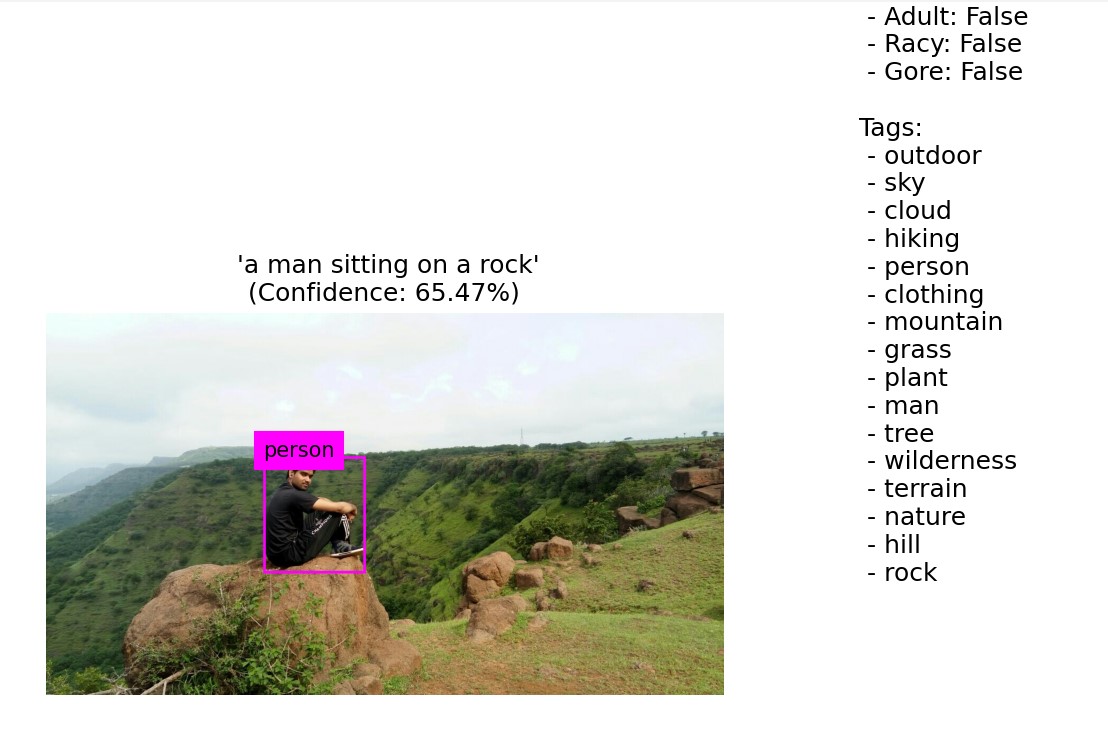 - Adult: False
- Racy: False
- Gore: False
Tags:
- outdoor
- sky
- cloud
- hiking
- person
- clothing
- mountain
- grass
- plant
- man
- tree
- wilderness
- terrain
- nature
- hill
- rock
'a man sitting on a rock'
(Confidence: 65.47%)
person